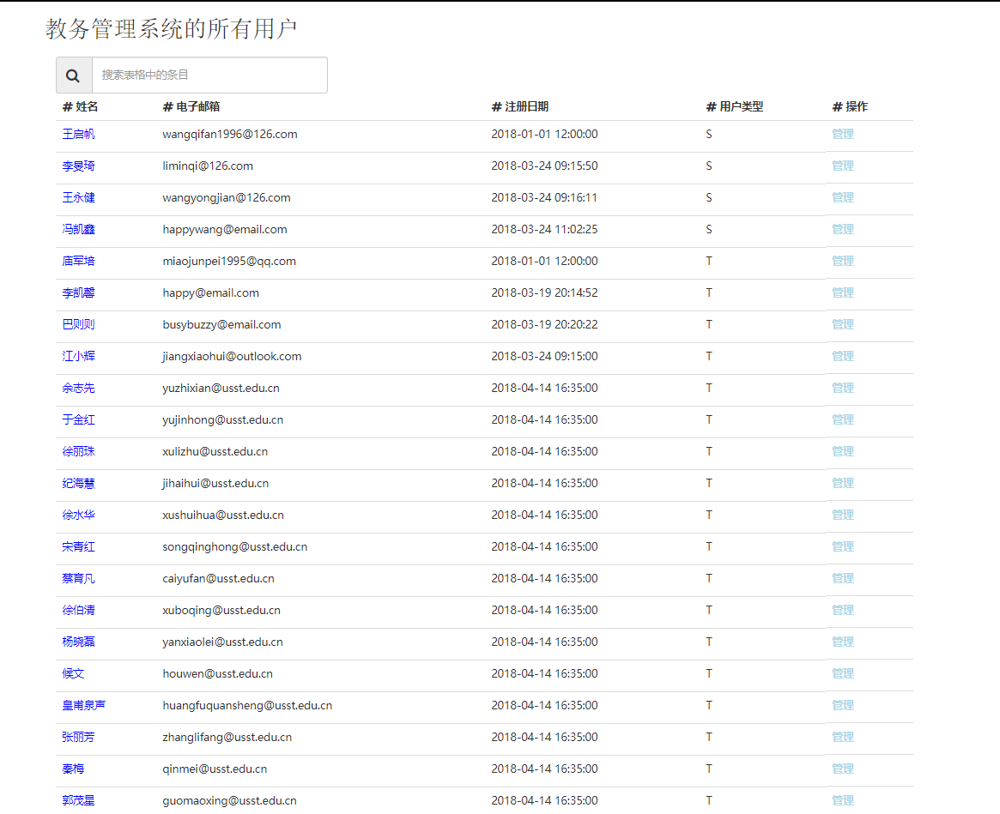 教务管理系统的所有用户
搜索表格中的条目
# 姓名 # 电子邮箱 # 注册日期 # 用户类型 # 操作
王启帆 wangqifan1996@126.com 2018-01-01 12:00:00 S 管理
李旻琦 liminqi@126.com 2018-03-24 09:15:50 S 管理
王永健 wangyongjian@126.com 2018-03-24 09:16:11 S 管理
冯凯鑫 happywang@email.com 2018-03-24 11:02:25 S 管理
庙军培 miaojunpei1995@qq.com 2018-01-01 12:00:00 T 管理
李凯馨 happy@email.com 2018-03-19 20:14:52 T 管理
巴则则 busybuzzy@email.com 2018-03-19 20:20:22 T 管理
江小辉 jiangxiaohui@outlook.com 2018-03-24 09:15:00 T 管理
余志先 yuzhixian@usst.edu.cn 2018-04-14 16:35:00 T 管理
于金红 yujinhong@usst.edu.cn 2018-04-14 16:35:00 T 管理
徐丽珠 xulizhu@usst.edu.cn 2018-04-14 16:35:00 T 管理
纪海慧 jihaihui@usst.edu.cn 2018-04-14 16:35:00 T 管理
徐水华 xushuihua@usst.edu.cn 2018-04-14 16:35:00 T 管理
宋青红 songqinghong@usst.edu.cn 2018-04-14 16:35:00 T 管理
蔡育凡 caiyufan@usst.edu.cn 2018-04-14 16:35:00 T 管理
徐伯清 xuboqing@usst.edu.cn 2018-04-14 16:35:00 T 管理
杨晓磊 yanxiaolei@usst.edu.cn 2018-04-14 16:35:00 T 管理
候文 houwen@usst.edu.cn 2018-04-14 16:35:00 T 管理
皇甫泉声 huangfuquansheng@usst.edu.cn 2018-04-14 16:35:00 T 管理
张丽芳 zhanglifang@usst.edu.cn 2018-04-14 16:35:00 T 管理
秦梅 qinmei@usst.edu.cn 2018-04-14 16:35:00 T 管理
郭茂星 guomaoxing@usst.edu.cn 2018-04-14 16:35:00 T 管理